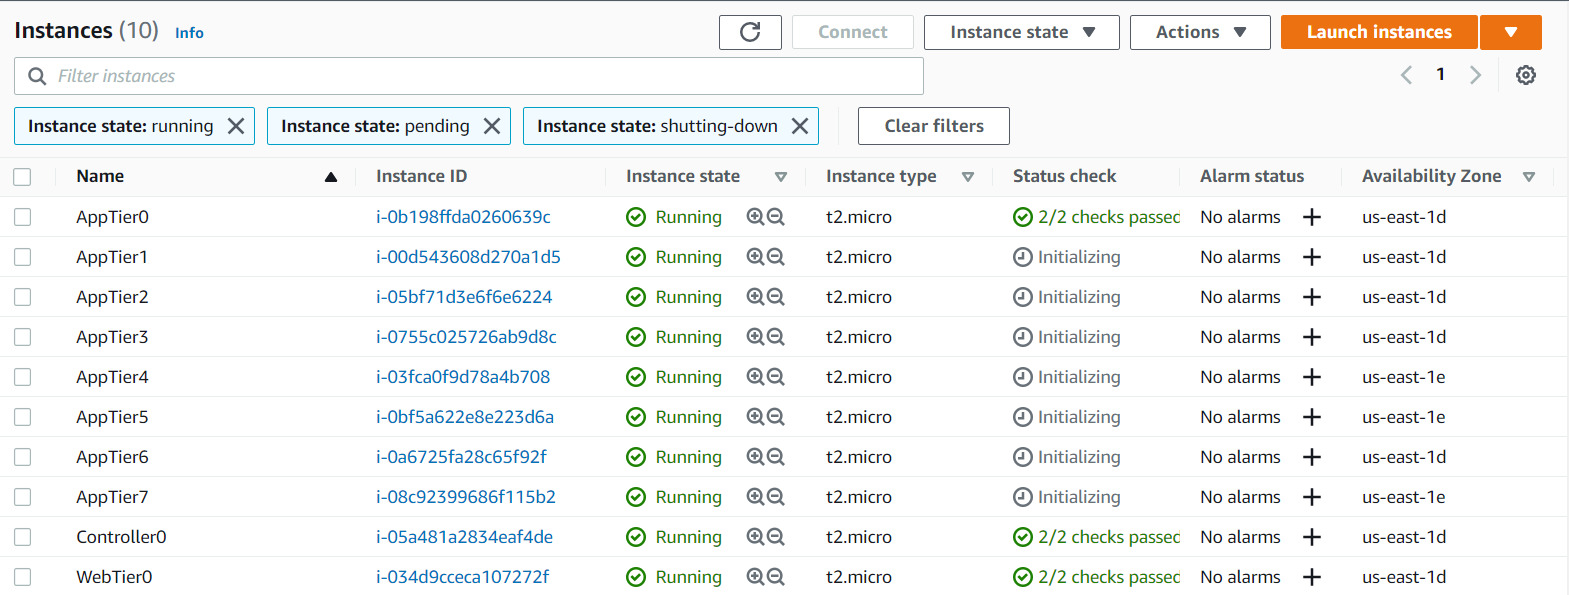 Instances (10) Info Connect Instance state Actions Launch instances
Filter instances 1
Instance state: running Instance state: pending Instance state: shutting-down Clear filters
Name Instance ID Instance state Instance type Status check Alarm status Availability Zone
AppTier0 i-0b198ffda0260639c Running t2.micro 2/2 checks passed No alarms us-east-1d
AppTier1 i-00d543608d270a1d5 Running t2.micro Initializing No alarms us-east-1d
AppTier2 i-05bf71d3e6f6e6224 Running t2.micro Initializing No alarms us-east-1d
AppTier3 i-0755c025726ab9d8c Running t2.micro Initializing No alarms us-east-1d
AppTier4 i-03fca0f9d78a4b708 Running t2.micro Initializing No alarms us-east-1e
AppTier5 i-0bf5a622e8e223d6a Running t2.micro Initializing No alarms us-east-1e
AppTier6 i-0a6725fa28c65f92f Running t2.micro Initializing No alarms us-east-1d
AppTier7 i-08c92399686f115b2 Running t2.micro Initializing No alarms us-east-1e
Controller0 i-05a481a2834eaf4de Running t2.micro 2/2 checks passed No alarms us-east-1d
WebTier0 i-034d9cceca107272f Running t2.micro 2/2 checks passed No alarms us-east-1d